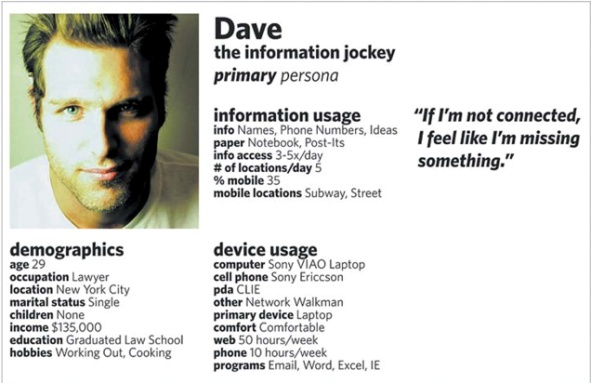 Dave
the information jockey
primary persona
information usage
info Names, Phone Numbers, Ideas
paper Notebook, Post-Its
info access 3-5x/day
# of locations/day 5
% mobile 35
mobile locations Subway, Street
“If I’m not connected,
I feel like I’m missing
something.”
demographics
age 29
occupation Lawyer
location New York City
marital status Single
children None
income $135,000
education Graduated Law School
hobbies Working Out, Cooking
device usage
computer Sony VIAO Laptop
cell phone Sony Ericcson
pda CLIE
other Network Walkman
primary device Laptop
comfort Comfortable
web 50 hours/week
phone 10 hours/week
programs Email, Word, Excel, IE